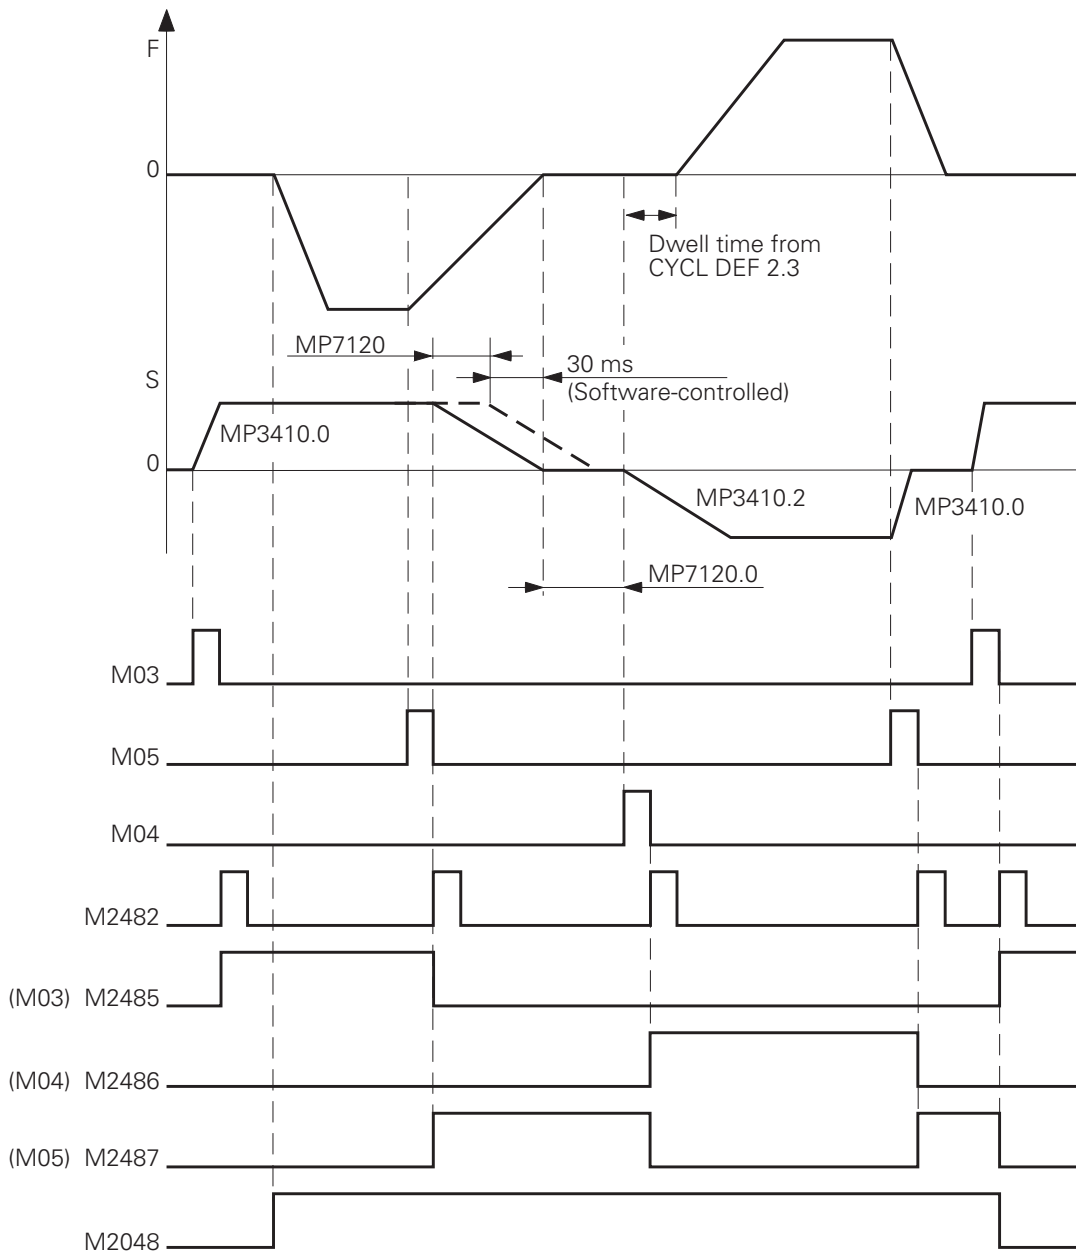 F
0
Dwell time from
CYCL DEF 2.3
MP7120
30 ms
(Software-controlled)
S
MP3410.0
0
MP3410.2
MP3410.0
MP7120.0
M03
M05
M04
M2482
(M03) M2485
(M04) M2486
(M05) M2487
M2048